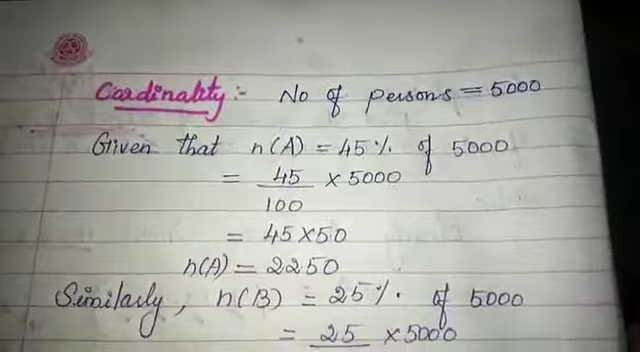 Cardinality:- No of persons = 5000
Given that n(A) = 45% of 5000
= 45/100 × 5000
= 45×50
n(A) = 2250
Similarly, n(B) = 25% of 5000
= 25 ×5000